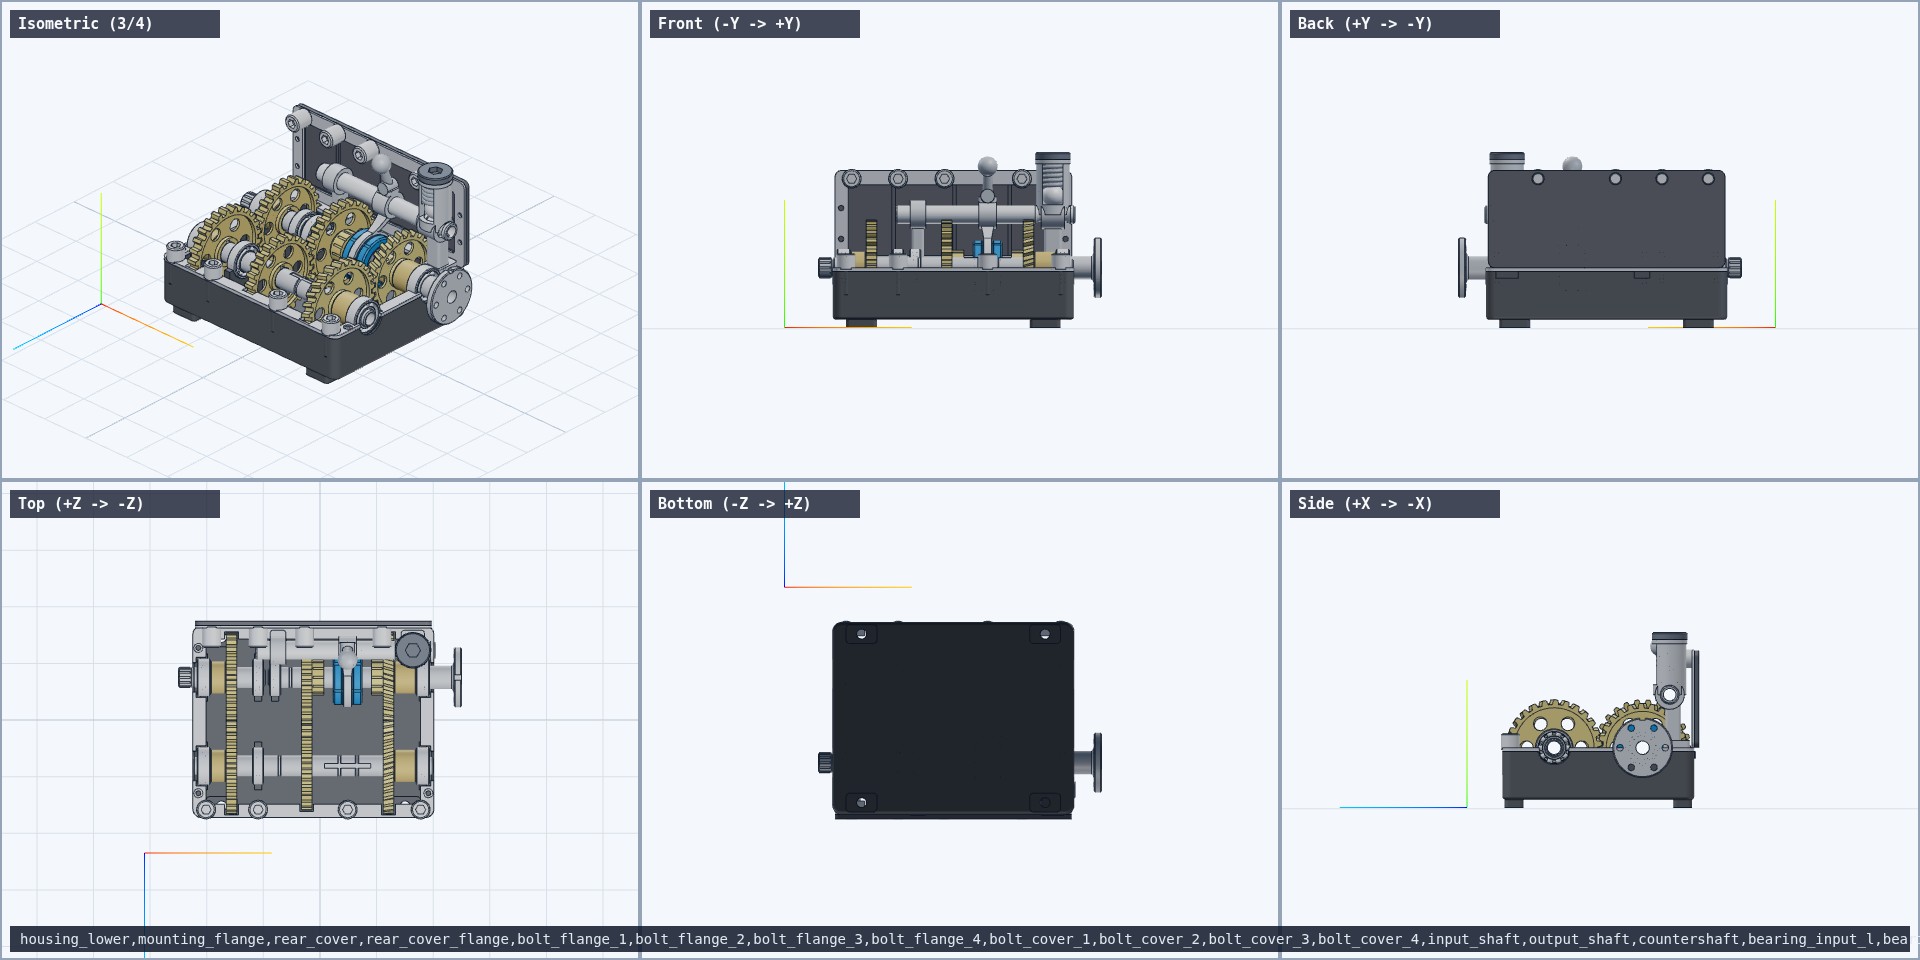 Isometric (3/4)
Front (-Y -> +Y)
Back (+Y -> -Y)
Top (+Z -> -Z)
Bottom (-Z -> +Z)
Side (+X -> -X)
housing_lower,mounting_flange,rear_cover,rear_cover_flange,bolt_flange_1,bolt_flange_2,bolt_flange_3,bolt_flange_4,bolt_cover_1,bolt_cover_2,bolt_cover_3,bolt_cover_4,input_shaft,output_shaft,countershaft,bearing_input_l,bear